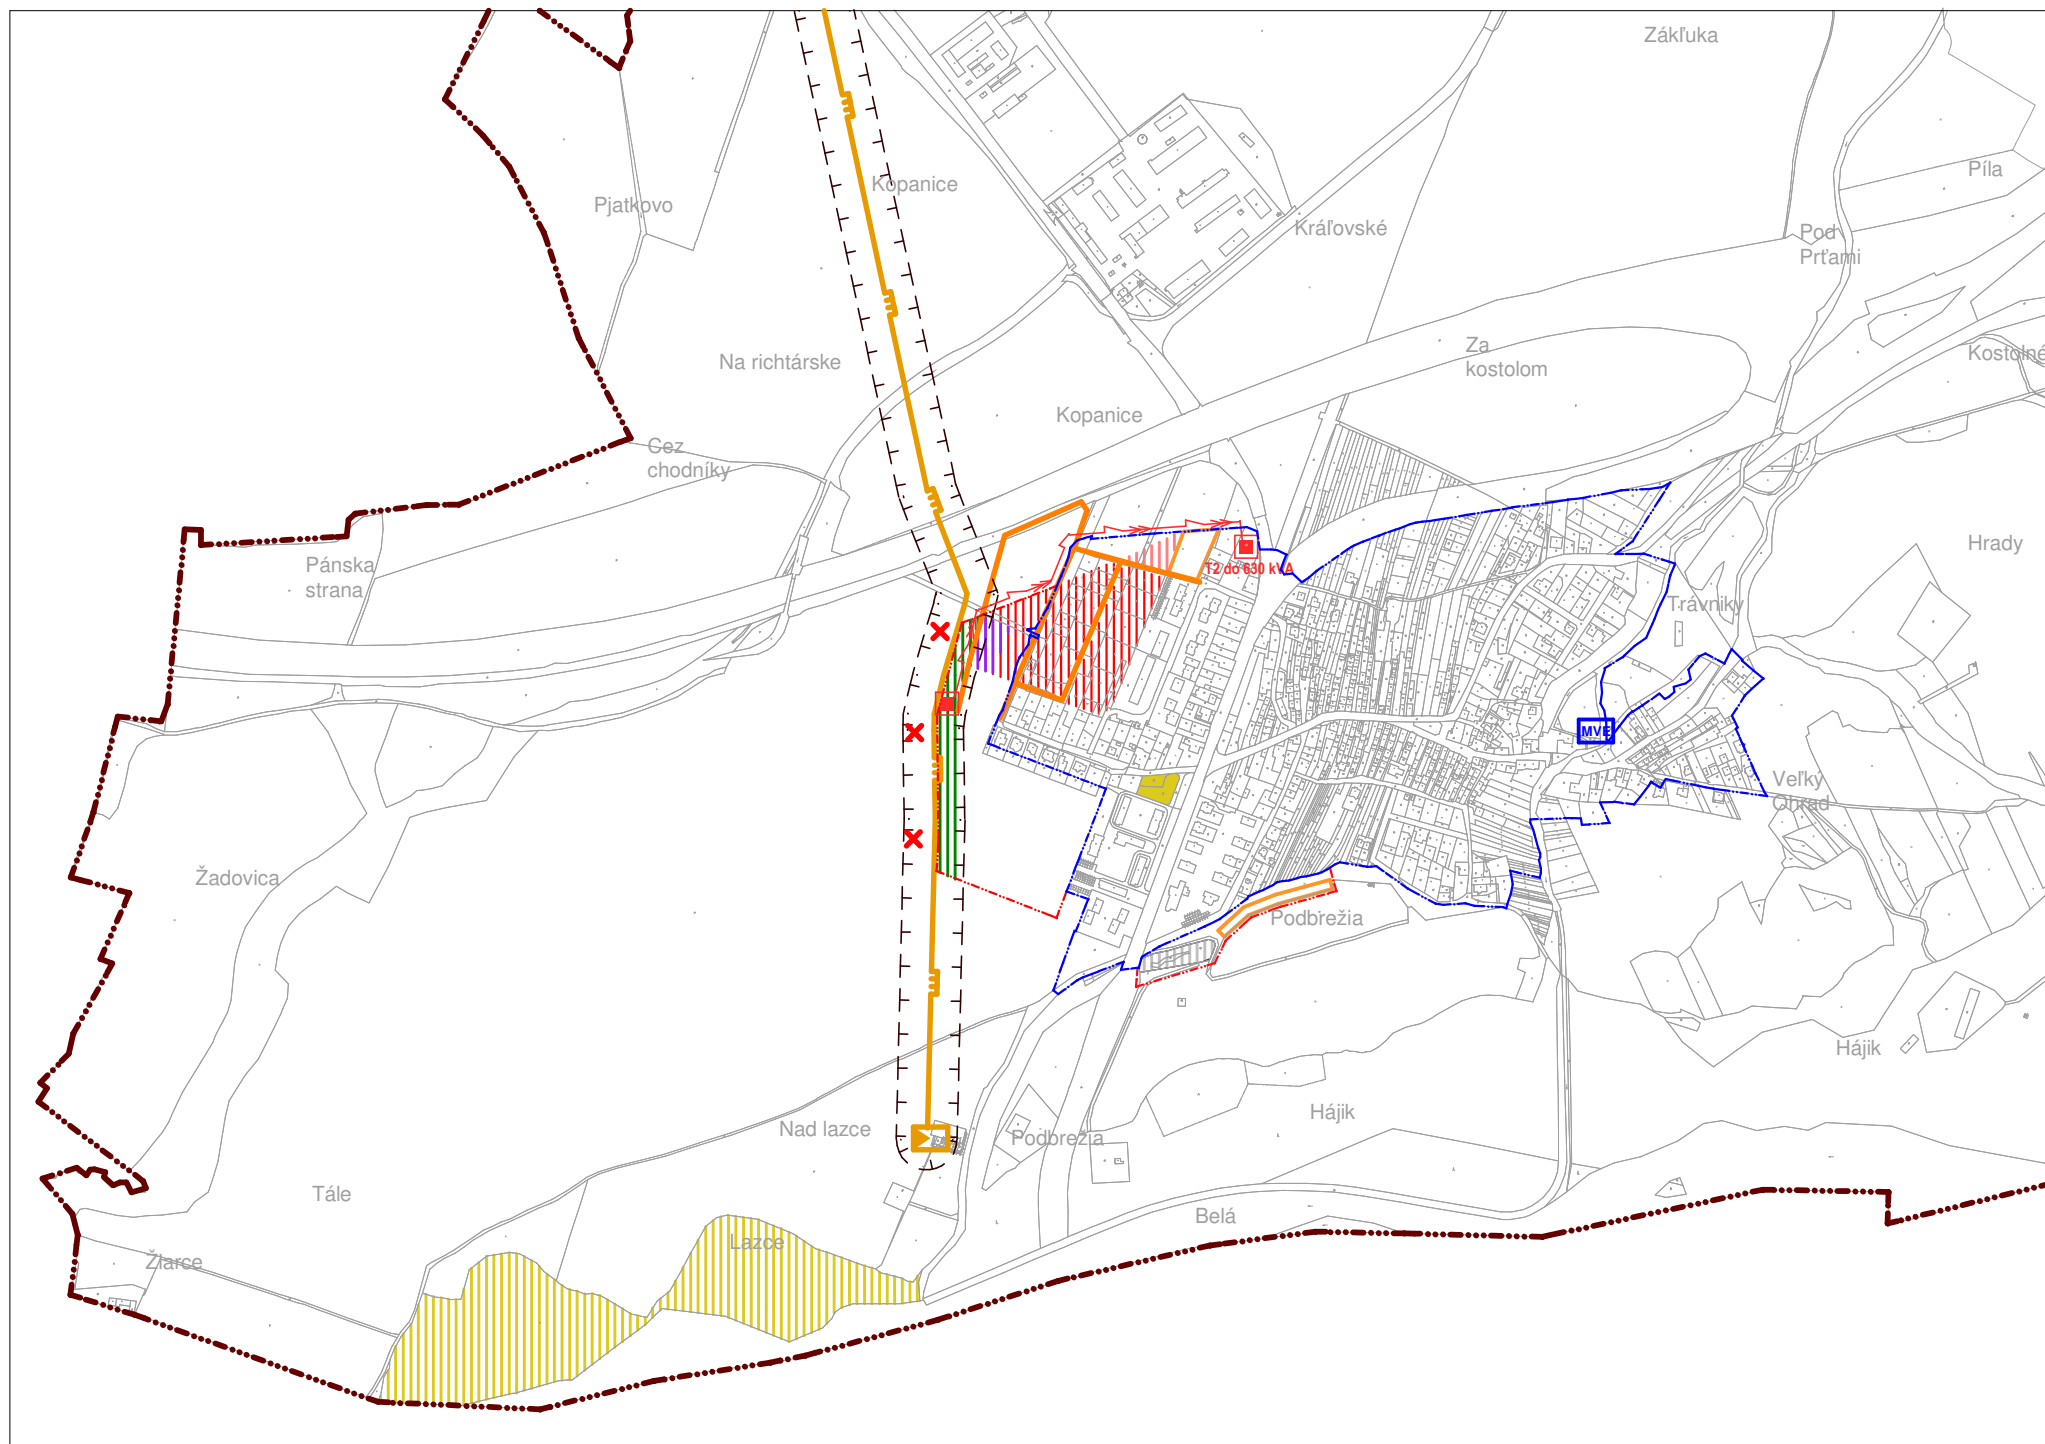 Zákľuka
Píla
Kopanice
Pjatkovo
Kráľovské
Pod
Prťami
Za
kostolom
Kostolné
Na richtárske
Kopanice
Cez
chodníky
Hrady
Pánska
strana
T2 do 630 kVA
Trávniky
MVE
Veľký
Ohrad
Žadovica
Podbrežia
Hájik
Hájik
Nad lazce
Podbrežia
Tále
Belá
Lazce
Žiarce